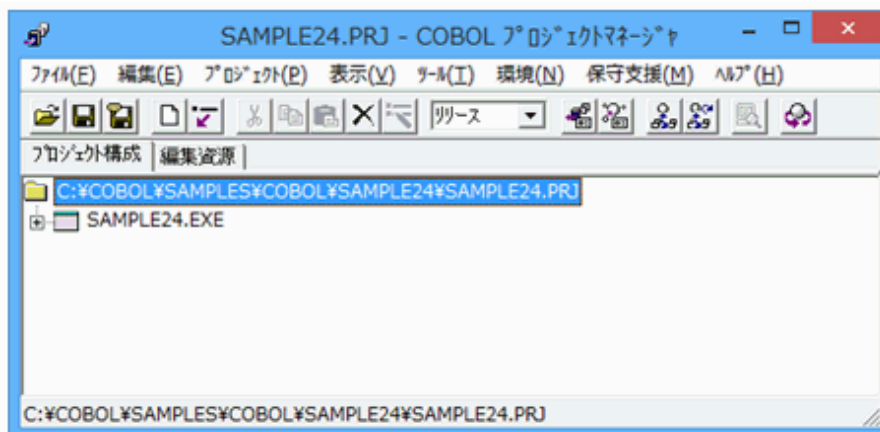 SAMPLE24.PRJ - COBOL ﾌﾟﾛｼﾞｪｸﾄﾏﾈｰｼﾞｬ
ﾌｧｲﾙ(F) 編集(E) ﾌﾟﾛｼﾞｪｸﾄ(P) 表示(V) ﾂｰﾙ(T) 環境(N) 保守支援(M) ﾍﾙﾌﾟ(H)
ﾘﾘｰｽ
ﾌﾟﾛｼﾞｪｸﾄ構成 編集資源
C:¥COBOL¥SAMPLES¥COBOL¥SAMPLE24¥SAMPLE24.PRJ
SAMPLE24.EXE
C:¥COBOL¥SAMPLES¥COBOL¥SAMPLE24¥SAMPLE24.PRJ